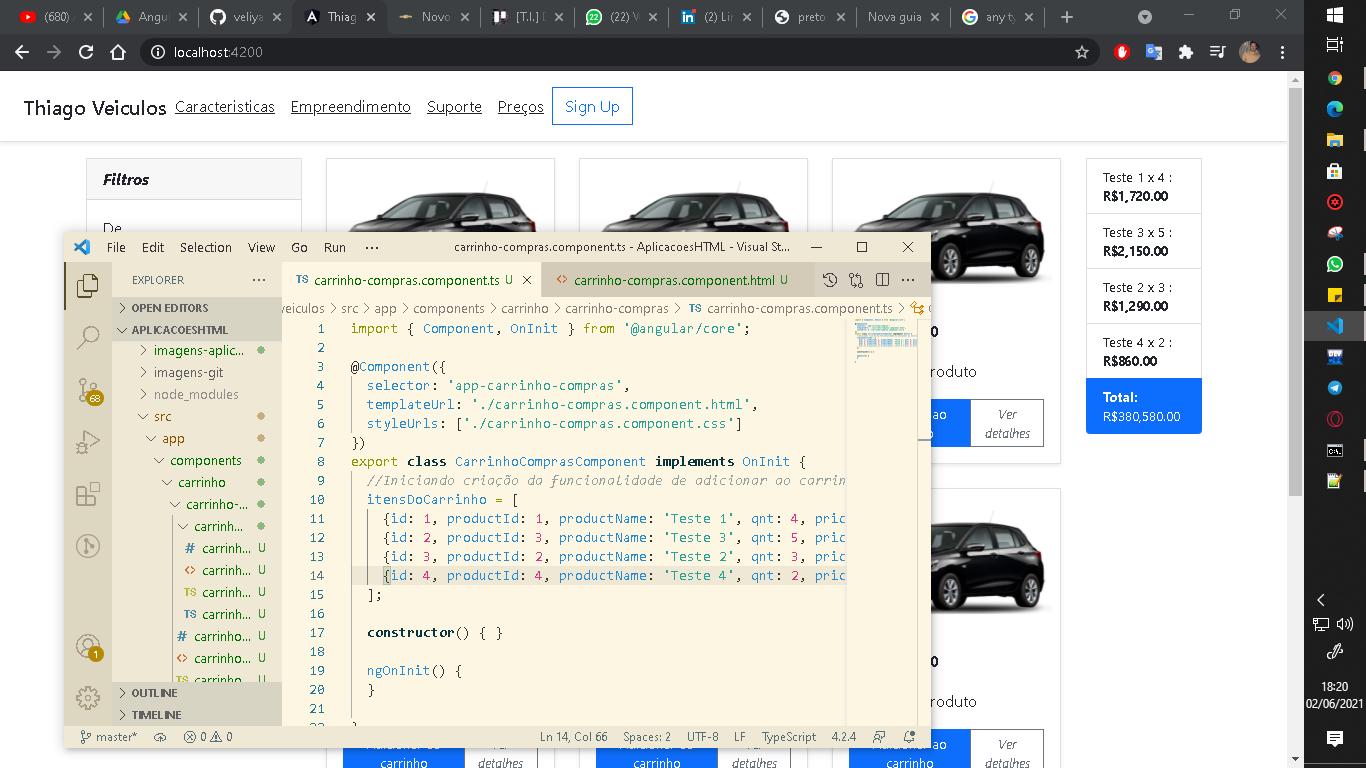 (680)
Angul
veliya
Thiag
Novo
[T.I.]
(22)
(2) Lin
preto
Nova guia
any ty
localhost:4200
Thiago Veiculos
Caracteristicas
Empreendimento
Suporte
Preços
Sign Up
Filtros
De
Teste 1 x 4 :
R$1,720.00
Teste 3 x 5 :
R$2,150.00
Teste 2 x 3 :
R$1,290.00
Teste 4 x 2 :
R$860.00
Total:
R$380,580.00
File Edit Selection View Go Run ···
carrinho-compras.component.ts - AplicacoesHTML - Visual St...
EXPLORER
OPEN EDITORS
APLICACOESHTML
imagens-aplic...
imagens-git
node_modules
src
app
components
carrinho
carrinho-...
carrinh...
# carrinh... U
<> carrinh... U
TS carrinh... U
TS carrinh... U
# carrinho... U
<> carrinho... U
TS carrinho... U
OUTLINE
TIMELINE
68
1
TS carrinho-compras.component.ts U
<> carrinho-compras.component.html U
veiculos > src > app > components > carrinho > carrinho-compras > TS carrinho-compras.component.ts >
1 import { Component, OnInit } from '@angular/core';
2
3 @Component({
4 selector: 'app-carrinho-compras',
5 templateUrl: './carrinho-compras.component.html',
6 styleUrls: ['./carrinho-compras.component.css']
7 })
8 export class CarrinhoComprasComponent implements OnInit {
9 //Iniciando criação da funcionalidade de adicionar ao carrin
10 itensDoCarrinho = [
11 {id: 1, productId: 1, productName: 'Teste 1', qnt: 4, pric
12 {id: 2, productId: 3, productName: 'Teste 3', qnt: 5, pric
13 {id: 3, productId: 2, productName: 'Teste 2', qnt: 3, pric
14 {id: 4, productId: 4, productName: 'Teste 4', qnt: 2, pric
15 ];
16
17 constructor() { }
18
19 ngOnInit() {
20 }
21
22
master*
0
0
Ln 14, Col 66
Spaces: 2
UTF-8
LF
TypeScript
4.2.4
0
roduto
ao
o
Ver
detalhes
0
roduto
ao
carrinho
Ver
detalhes
carrinho
detalhes
carrinho
detalhes
22
DEV
C:\.
18:20
02/06/2021